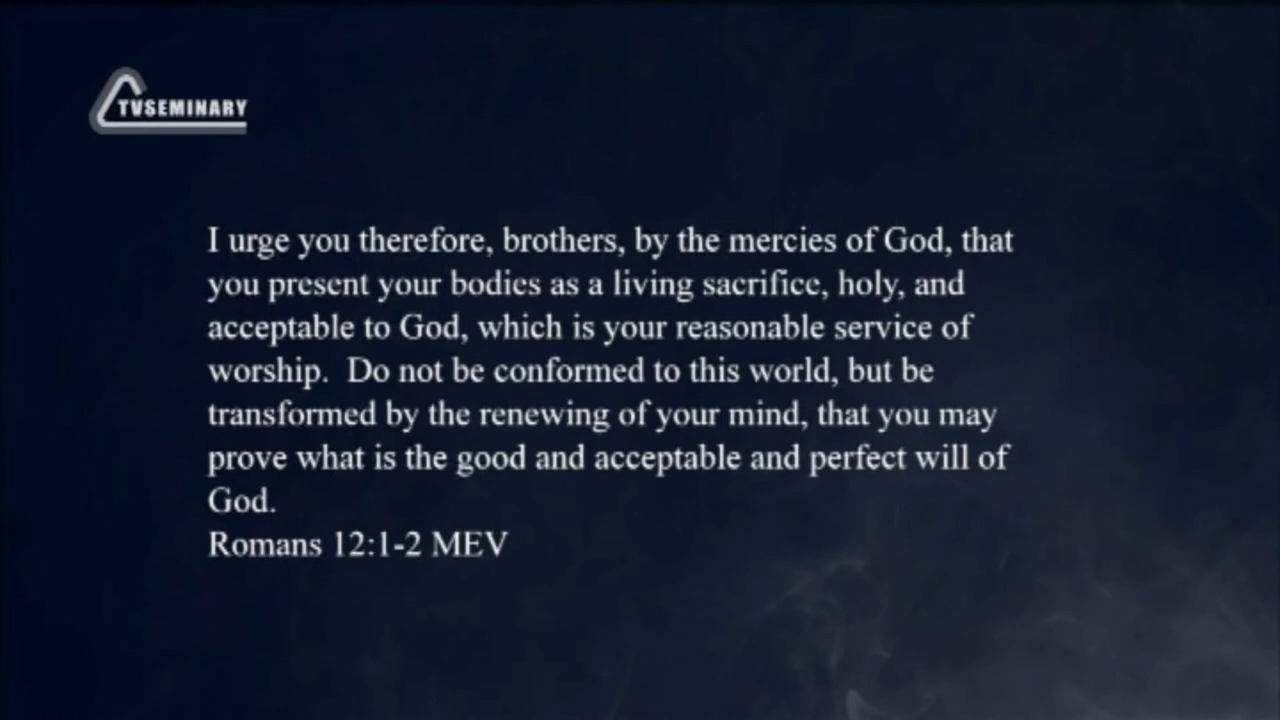 TVSEMINARY
I urge you therefore, brothers, by the mercies of God, that
you present your bodies as a living sacrifice, holy, and
acceptable to God, which is your reasonable service of
worship.  Do not be conformed to this world, but be
transformed by the renewing of your mind, that you may
prove what is the good and acceptable and perfect will of
God.
Romans 12:1-2 MEV